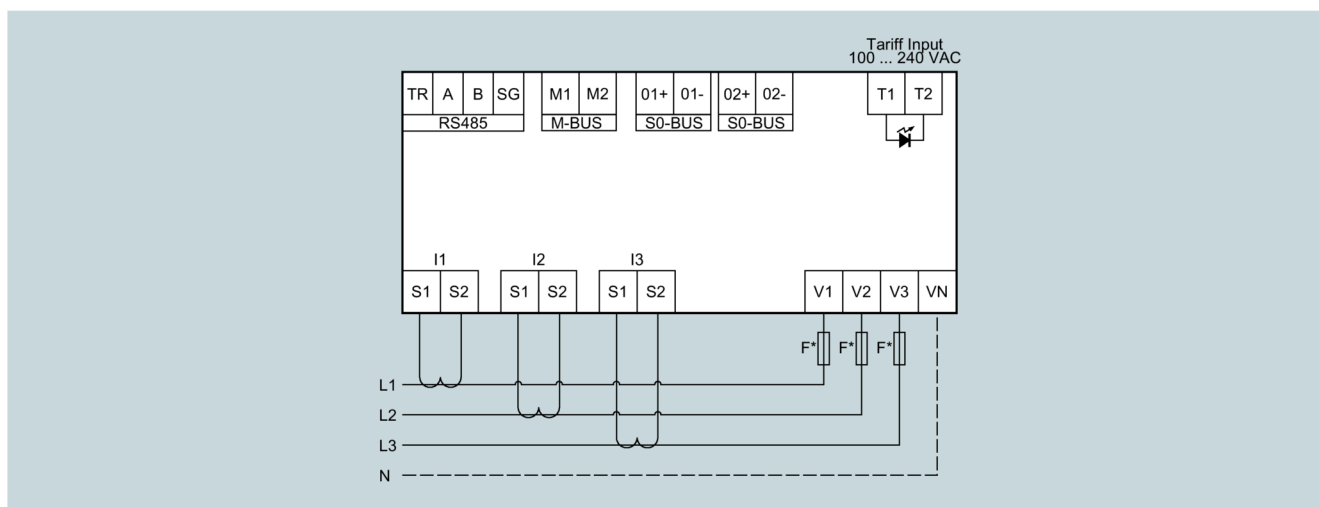 Tariff Input
100 ... 240 VAC
TR A B SG M1 M2 01+ 01- 02+ 02- T1 T2
RS485 M-BUS S0-BUS S0-BUS
I1 I2 I3
S1 S2 S1 S2 S1 S2 V1 V2 V3 VN
F* F* F*
L1
L2
L3
N